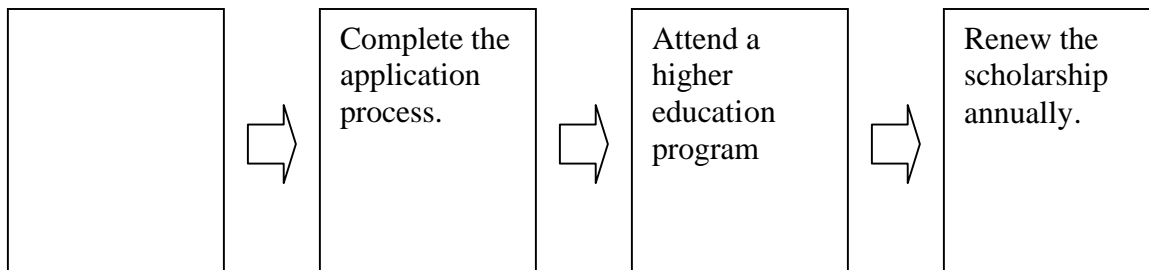 Complete the
application
process.
Attend a
higher
education
program
Renew the
scholarship
annually.